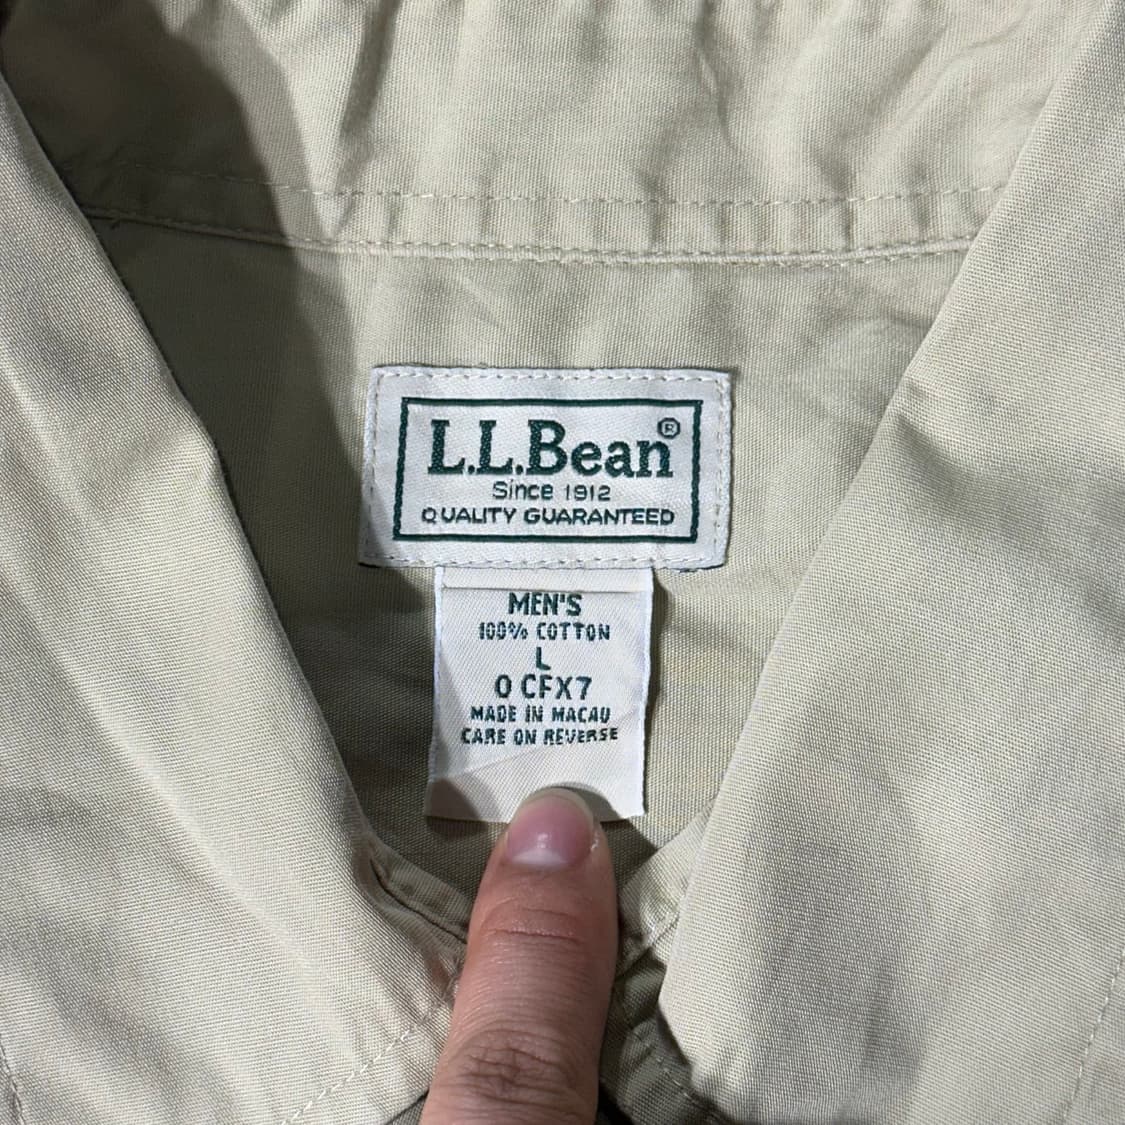 L.L.Bean®
Since 1912
QUALITY GUARANTEED
MEN'S
100% COTTON
L
0 CFX7
MADE IN MACAU
CARE ON REVERSE